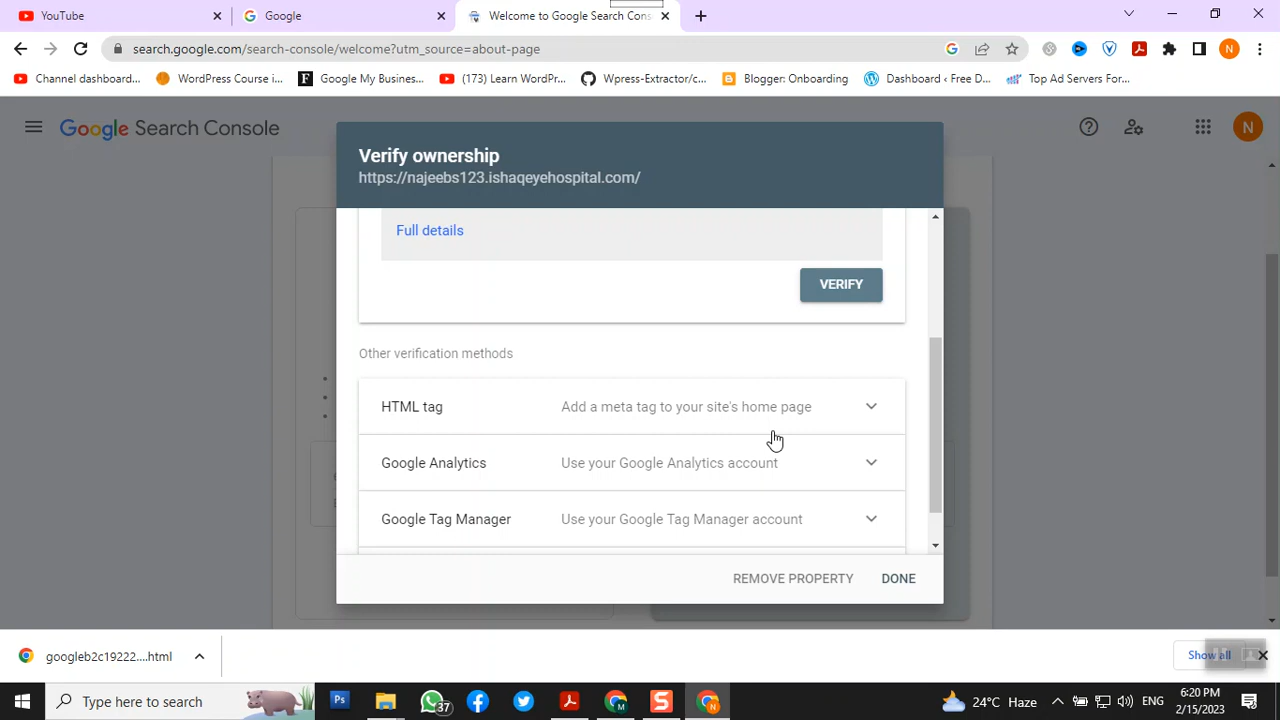 YouTube
Google
Welcome to Google Search Cons
search.google.com/search-console/welcome?utm_source=about-page
Channel dashboard...
WordPress Course i...
Google My Busines...
(173) Learn WordPr...
Wpress-Extractor/c...
Blogger: Onboarding
Dashboard ‹ Free D...
Top Ad Servers For...
N
Google Search Console
N
Verify ownership
https://najeebs123.ishaqeyehospital.com/
Full details
VERIFY
Other verification methods
HTML tag
Add a meta tag to your site's home page
Google Analytics
Use your Google Analytics account
Google Tag Manager
Use your Google Tag Manager account
REMOVE PROPERTY
DONE
googleb2c19222....html
Show all
Type here to search
Ps
37
M
S
N
24°C Haze
ENG
6:20 PM
2/15/2023